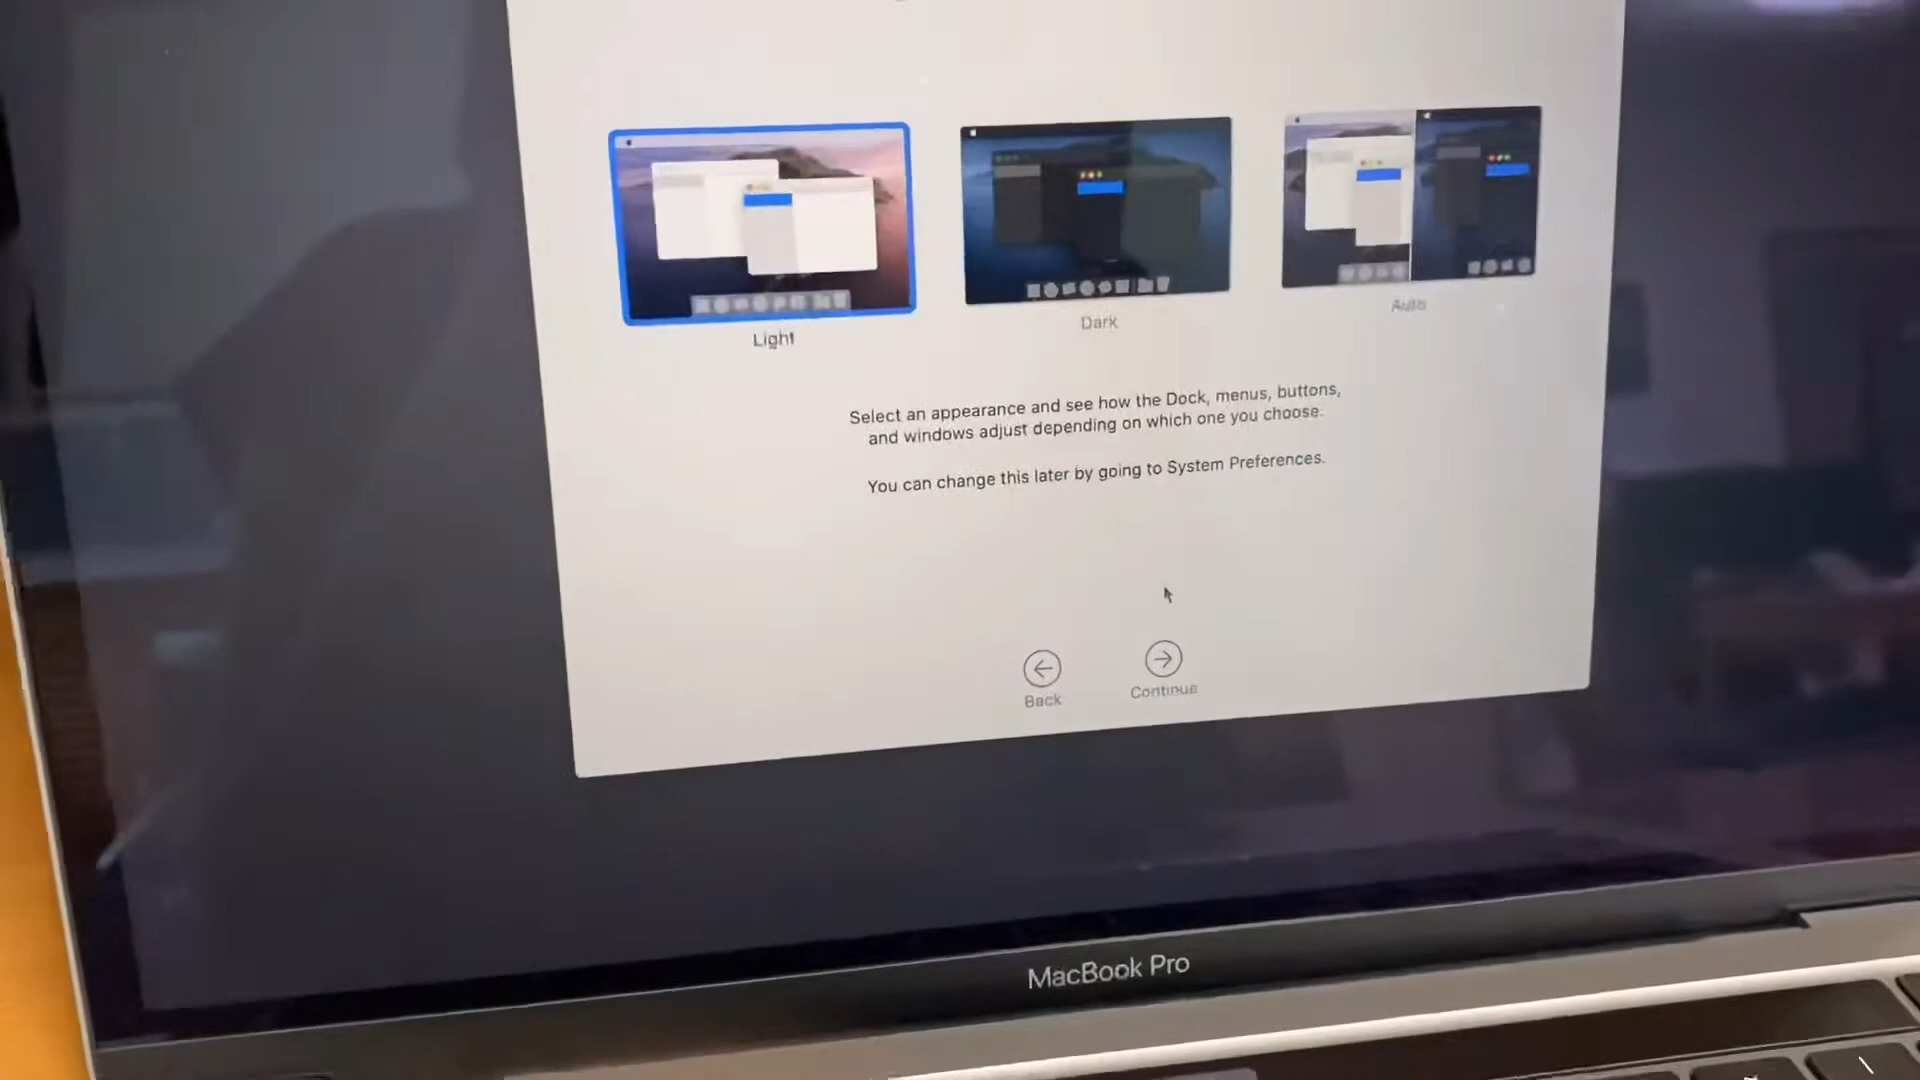 Light
Dark
Auto
Select an appearance and see how the Dock, menus, buttons,
and windows adjust depending on which one you choose.
You can change this later by going to System Preferences.
Back
Continue
MacBook Pro